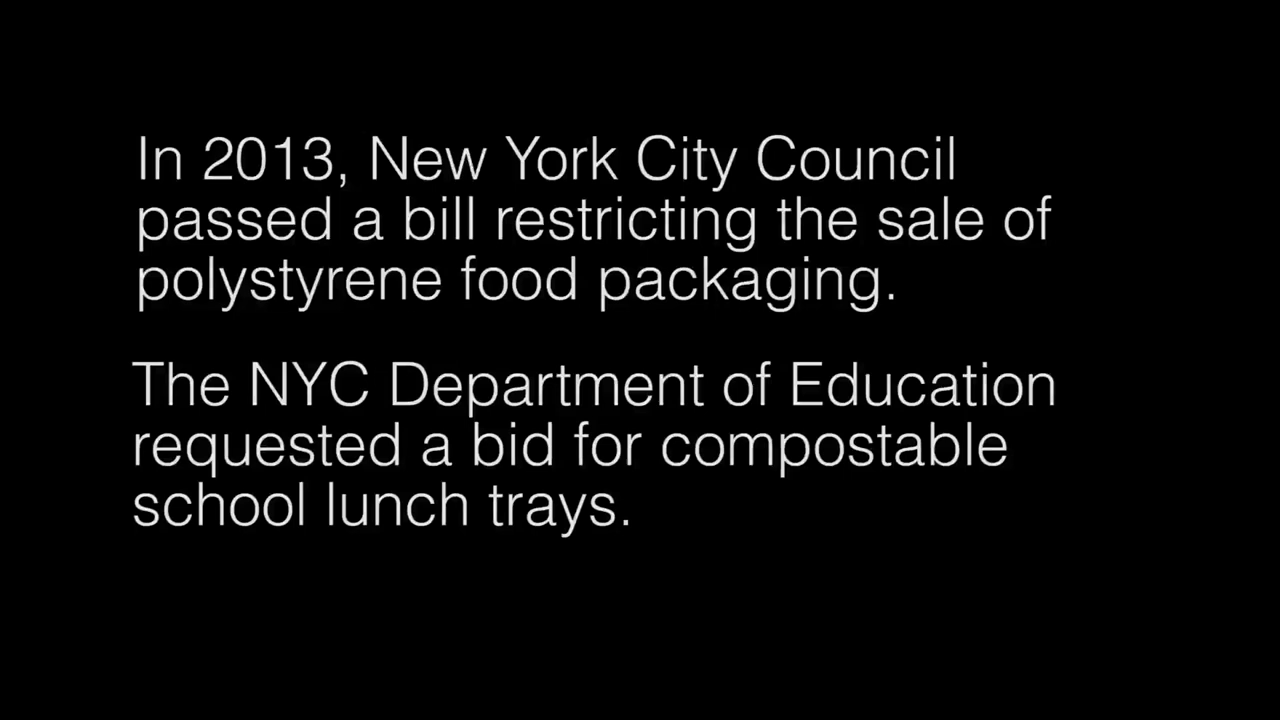 In 2013, New York City Council
passed a bill restricting the sale of
polystyrene food packaging.
The NYC Department of Education
requested a bid for compostable
school lunch trays.